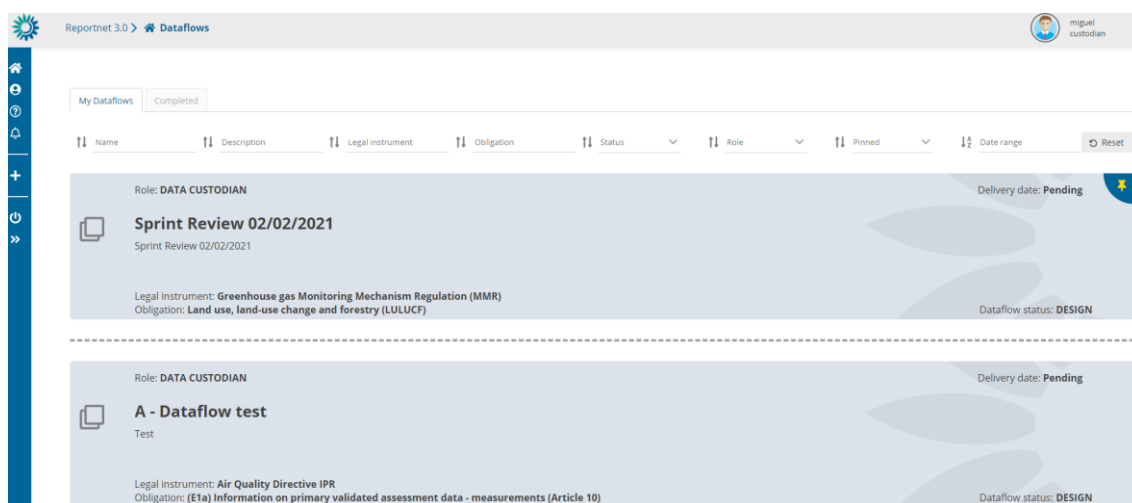 Reportnet 3.0 Dataflows
miguel
custodian
My Dataflows Completed
Name Description Legal instrument Obligation Status Role Pinned Date range Reset
Role: DATA CUSTODIAN Delivery date: Pending
Sprint Review 02/02/2021
Sprint Review 02/02/2021
Legal instrument: Greenhouse gas Monitoring Mechanism Regulation (MMR)
Obligation: Land use, land-use change and forestry (LULUCF) Dataflow status: DESIGN
Role: DATA CUSTODIAN Delivery date: Pending
A - Dataflow test
Test
Legal instrument: Air Quality Directive IPR
Obligation: (E1a) Information on primary validated assessment data - measurements (Article 10) Dataflow status: DESIGN